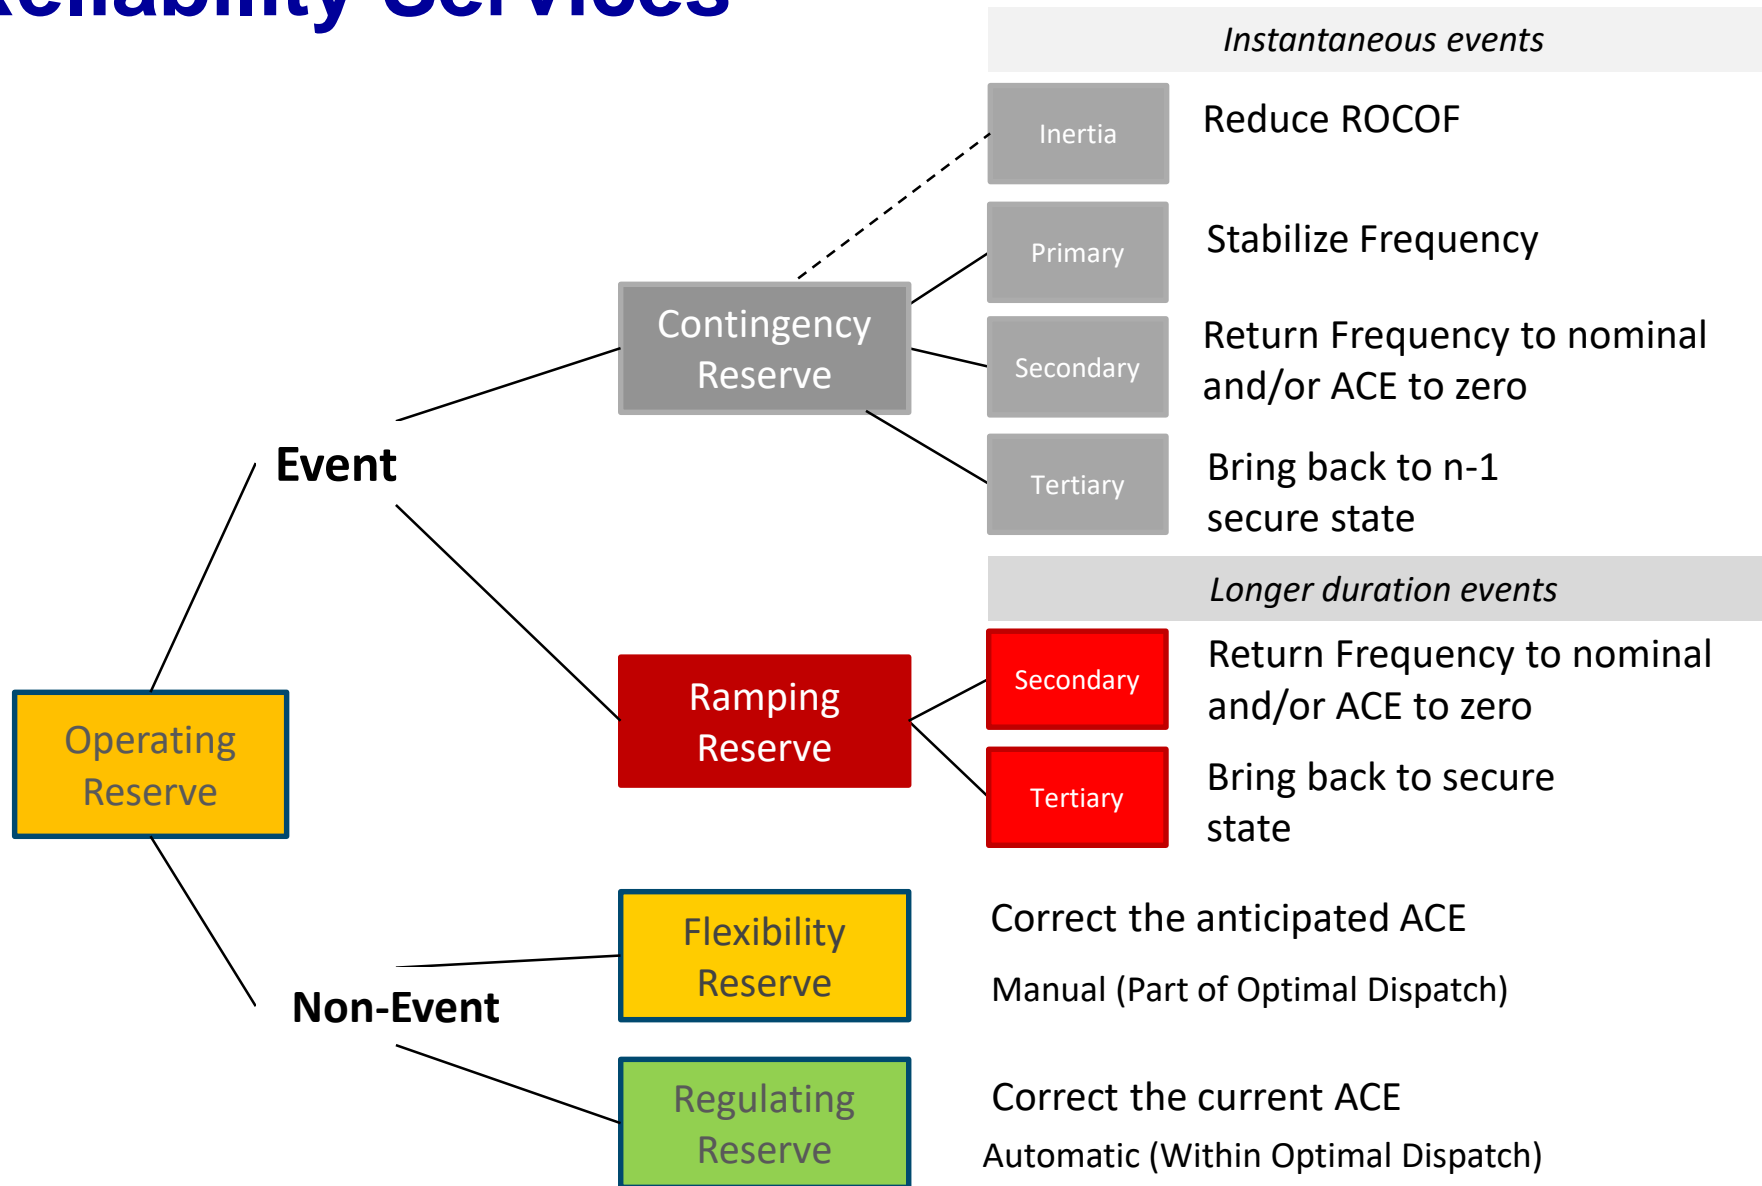 Reliability Services
Instantaneous events
Inertia
Reduce ROCOF
Primary
Stabilize Frequency
Contingency
Reserve
Secondary
Return Frequency to nominal
and/or ACE to zero
Tertiary
Bring back to n-1
secure state
Event
Longer duration events
Ramping
Reserve
Secondary
Return Frequency to nominal
and/or ACE to zero
Tertiary
Bring back to secure
state
Operating
Reserve
Non-Event
Flexibility
Reserve
Correct the anticipated ACE
Manual (Part of Optimal Dispatch)
Regulating
Reserve
Correct the current ACE
Automatic (Within Optimal Dispatch)